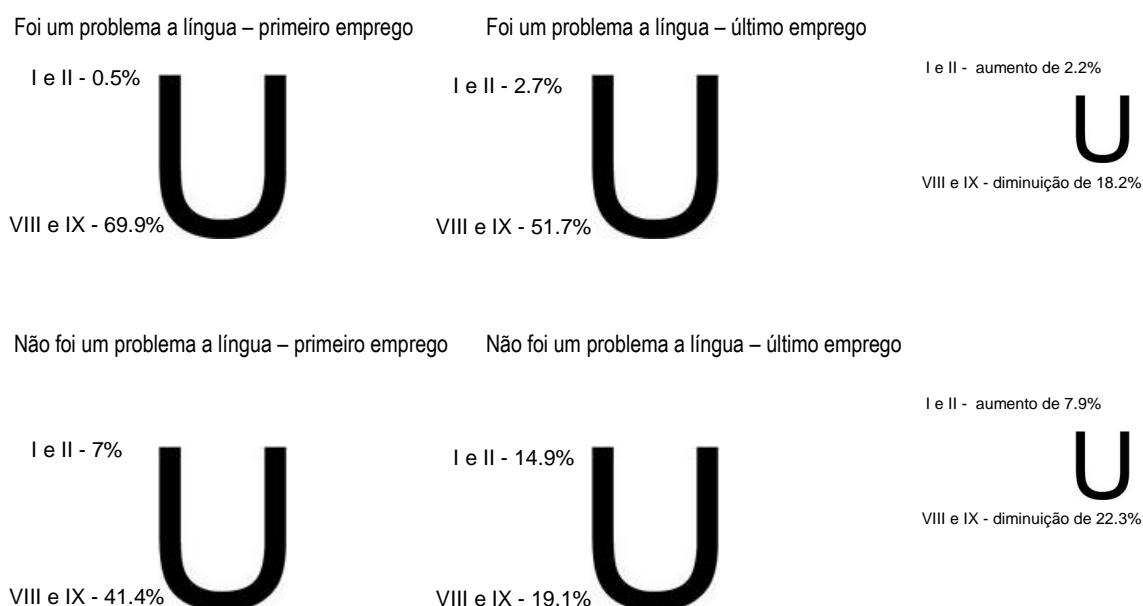 Foi um problema a língua – primeiro emprego
Foi um problema a língua – último emprego
I e II - 0.5%
I e II - 2.7%
I e II - aumento de 2.2%
U
U
U
VIII e IX - 69.9%
VIII e IX - 51.7%
VIII e IX - diminuição de 18.2%
Não foi um problema a língua – primeiro emprego
Não foi um problema a língua – último emprego
I e II - 7%
I e II - 14.9%
I e II - aumento de 7.9%
U
U
U
VIII e IX - 41.4%
VIII e IX - 19.1%
VIII e IX - diminuição de 22.3%